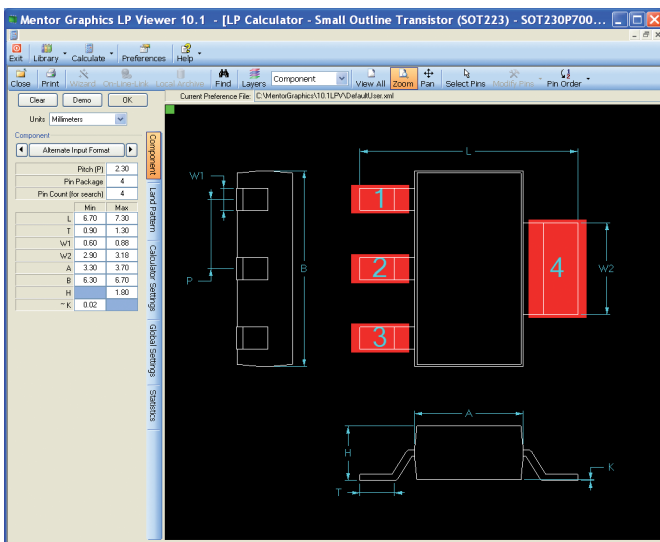 Mentor Graphics LP Viewer 10.1 - [LP Calculator - Small Outline Transistor (SOT223) - SOT230P700...
Exit Library Calculate Preferences Help
Close Print Wizard On-Line-Link Local Archive Find Layers Component View All Zoom Pan Select Pins Modify Pins Pin Order
Clear Demo OK
Current Preference File: C:\MentorGraphics\10.1LPV\DefaultUser.xml
Units Millimeters
Component
Alternate Input Format
Pitch (P) 2.30
Pin Package 4
Pin Count (for search) 4
Min Max
L 6.70 7.30
T 0.90 1.30
W1 0.60 0.88
W2 2.90 3.18
A 3.30 3.70
B 6.30 6.70
H 1.80
~K 0.02
Component
Land Pattern
Calculator Settings
Global Settings
Statistics
L
W1
1
2
3
4
P
B
W2
A
H
K
T